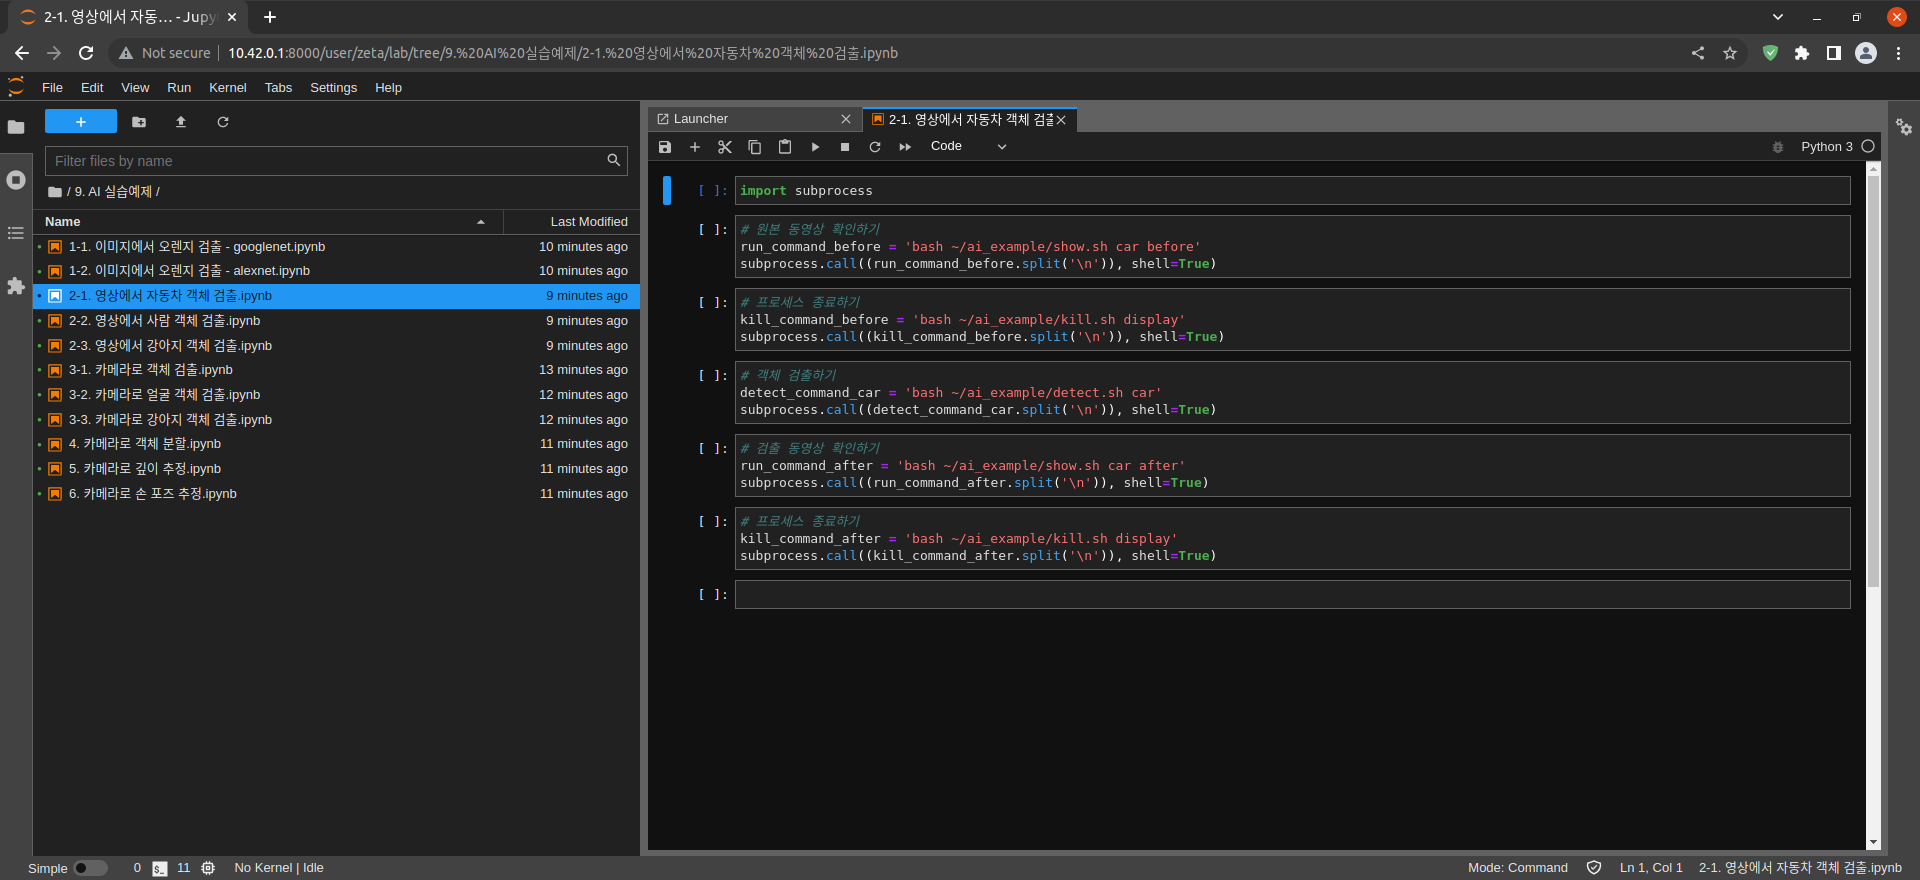 2-1. 영상에서 자동... - Jupy
Not secure | 10.42.0.1:8000/user/zeta/lab/tree/9.%20AI%20실습예제/2-1.%20영상에서%20자동차%20객체%20검출.ipynb
File Edit View Run Kernel Tabs Settings Help
Filter files by name
/ 9. AI 실습예제 /
Name Last Modified
1-1. 이미지에서 오렌지 검출 - googlenet.ipynb 10 minutes ago
1-2. 이미지에서 오렌지 검출 - alexnet.ipynb 10 minutes ago
2-1. 영상에서 자동차 객체 검출.ipynb 9 minutes ago
2-2. 영상에서 사람 객체 검출.ipynb 9 minutes ago
2-3. 영상에서 강아지 객체 검출.ipynb 9 minutes ago
3-1. 카메라로 객체 검출.ipynb 13 minutes ago
3-2. 카메라로 얼굴 객체 검출.ipynb 12 minutes ago
3-3. 카메라로 강아지 객체 검출.ipynb 12 minutes ago
4. 카메라로 객체 분할.ipynb 11 minutes ago
5. 카메라로 깊이 추정.ipynb 11 minutes ago
6. 카메라로 손 포즈 추정.ipynb 11 minutes ago
Launcher 2-1. 영상에서 자동차 객체 검출
Code Python 3
[ ]: import subprocess
[ ]: # 원본 동영상 확인하기
run_command_before = 'bash ~/ai_example/show.sh car before'
subprocess.call((run_command_before.split('\n')), shell=True)
[ ]: # 프로세스 종료하기
kill_command_before = 'bash ~/ai_example/kill.sh display'
subprocess.call((kill_command_before.split('\n')), shell=True)
[ ]: # 객체 검출하기
detect_command_car = 'bash ~/ai_example/detect.sh car'
subprocess.call((detect_command_car.split('\n')), shell=True)
[ ]: # 검출 동영상 확인하기
run_command_after = 'bash ~/ai_example/show.sh car after'
subprocess.call((run_command_after.split('\n')), shell=True)
[ ]: # 프로세스 종료하기
kill_command_after = 'bash ~/ai_example/kill.sh display'
subprocess.call((kill_command_after.split('\n')), shell=True)
[ ]:
Simple 0 $_ 11 No Kernel | Idle Mode: Command Ln 1, Col 1 2-1. 영상에서 자동차 객체 검출.ipynb